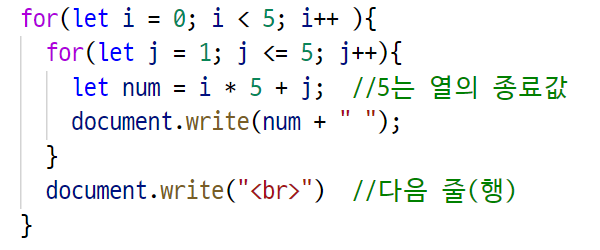 for(let i = 0; i < 5; i++ ){
  for(let j = 1; j <= 5; j++){
    let num = i * 5 + j;  //5는 열의 종료값
    document.write(num + " ");
  }
  document.write("<br>")  //다음 줄(행)
}